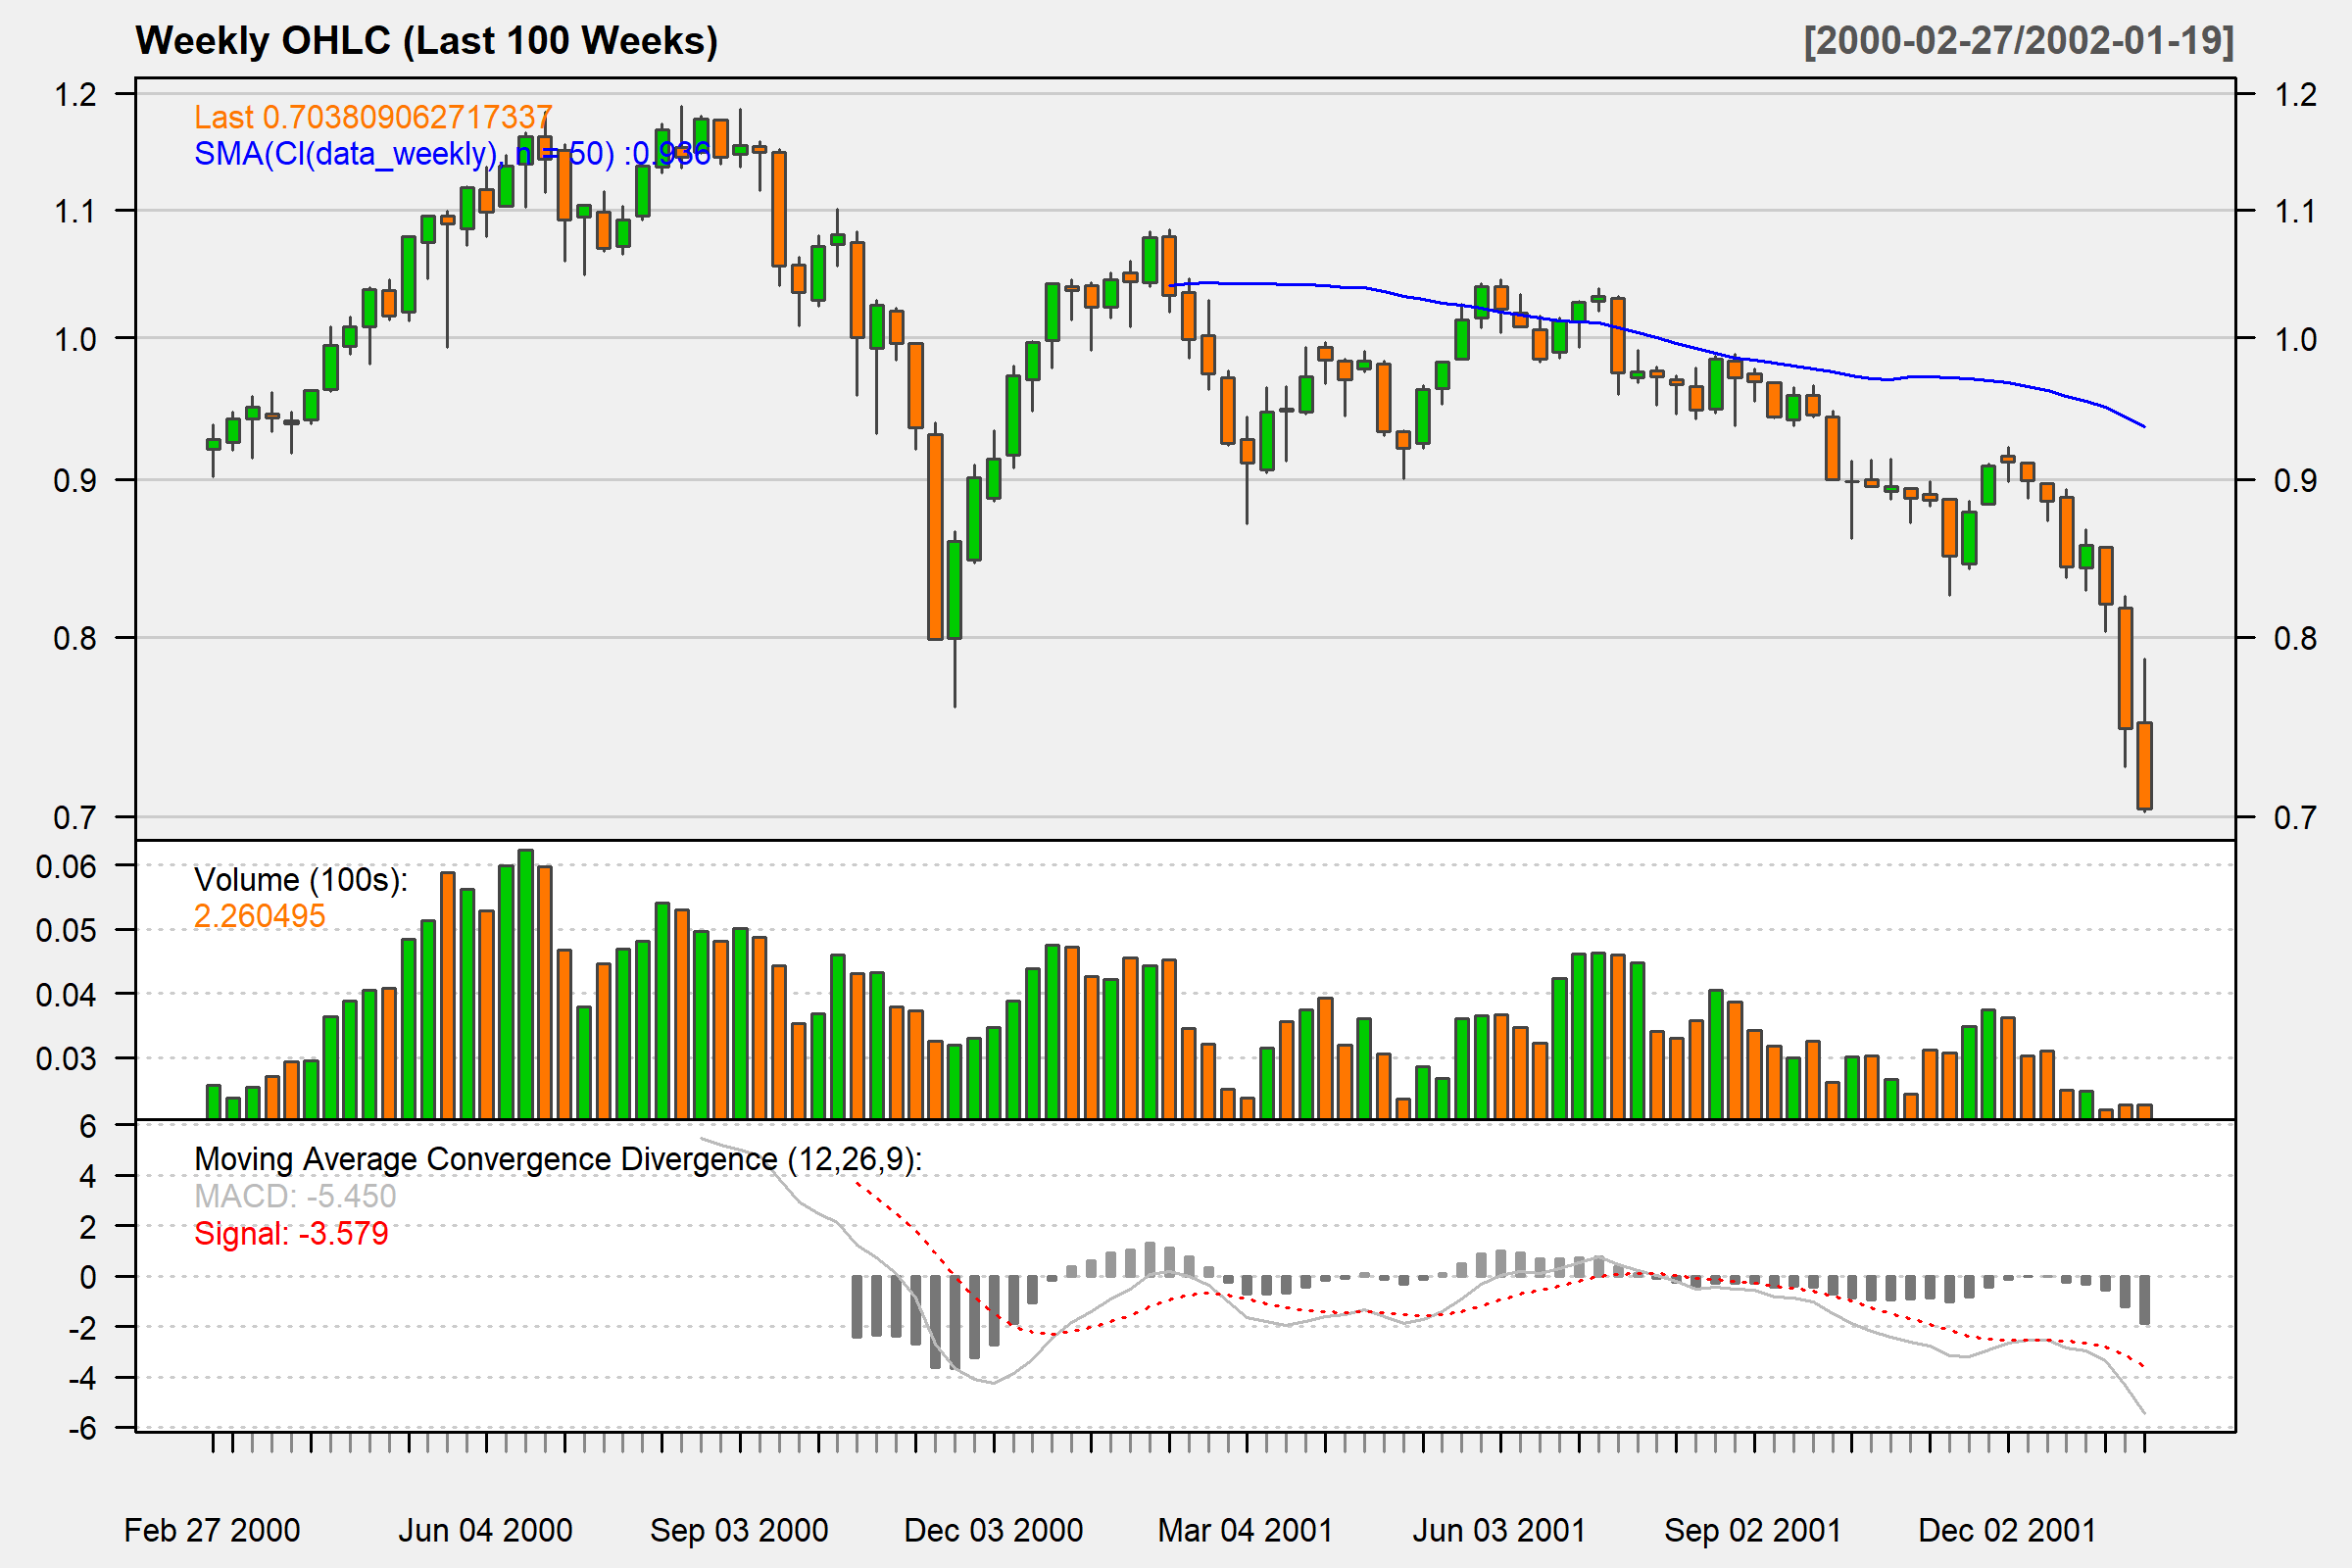 Weekly OHLC (Last 100 Weeks) [2000-02-27/2002-01-19]
1.2 1.2
Last 0.703809062717337
SMA(Cl(data_weekly), n = 50) :0.936
1.1 1.1
1.0 1.0
0.9 0.9
0.8 0.8
0.7 0.7
0.06
Volume (100s):
2.260495
0.05
0.04
0.03
6
Moving Average Convergence Divergence (12,26,9):
4
MACD: -5.450
2
Signal: -3.579
0
-2
-4
-6
Feb 27 2000 Jun 04 2000 Sep 03 2000 Dec 03 2000 Mar 04 2001 Jun 03 2001 Sep 02 2001 Dec 02 2001